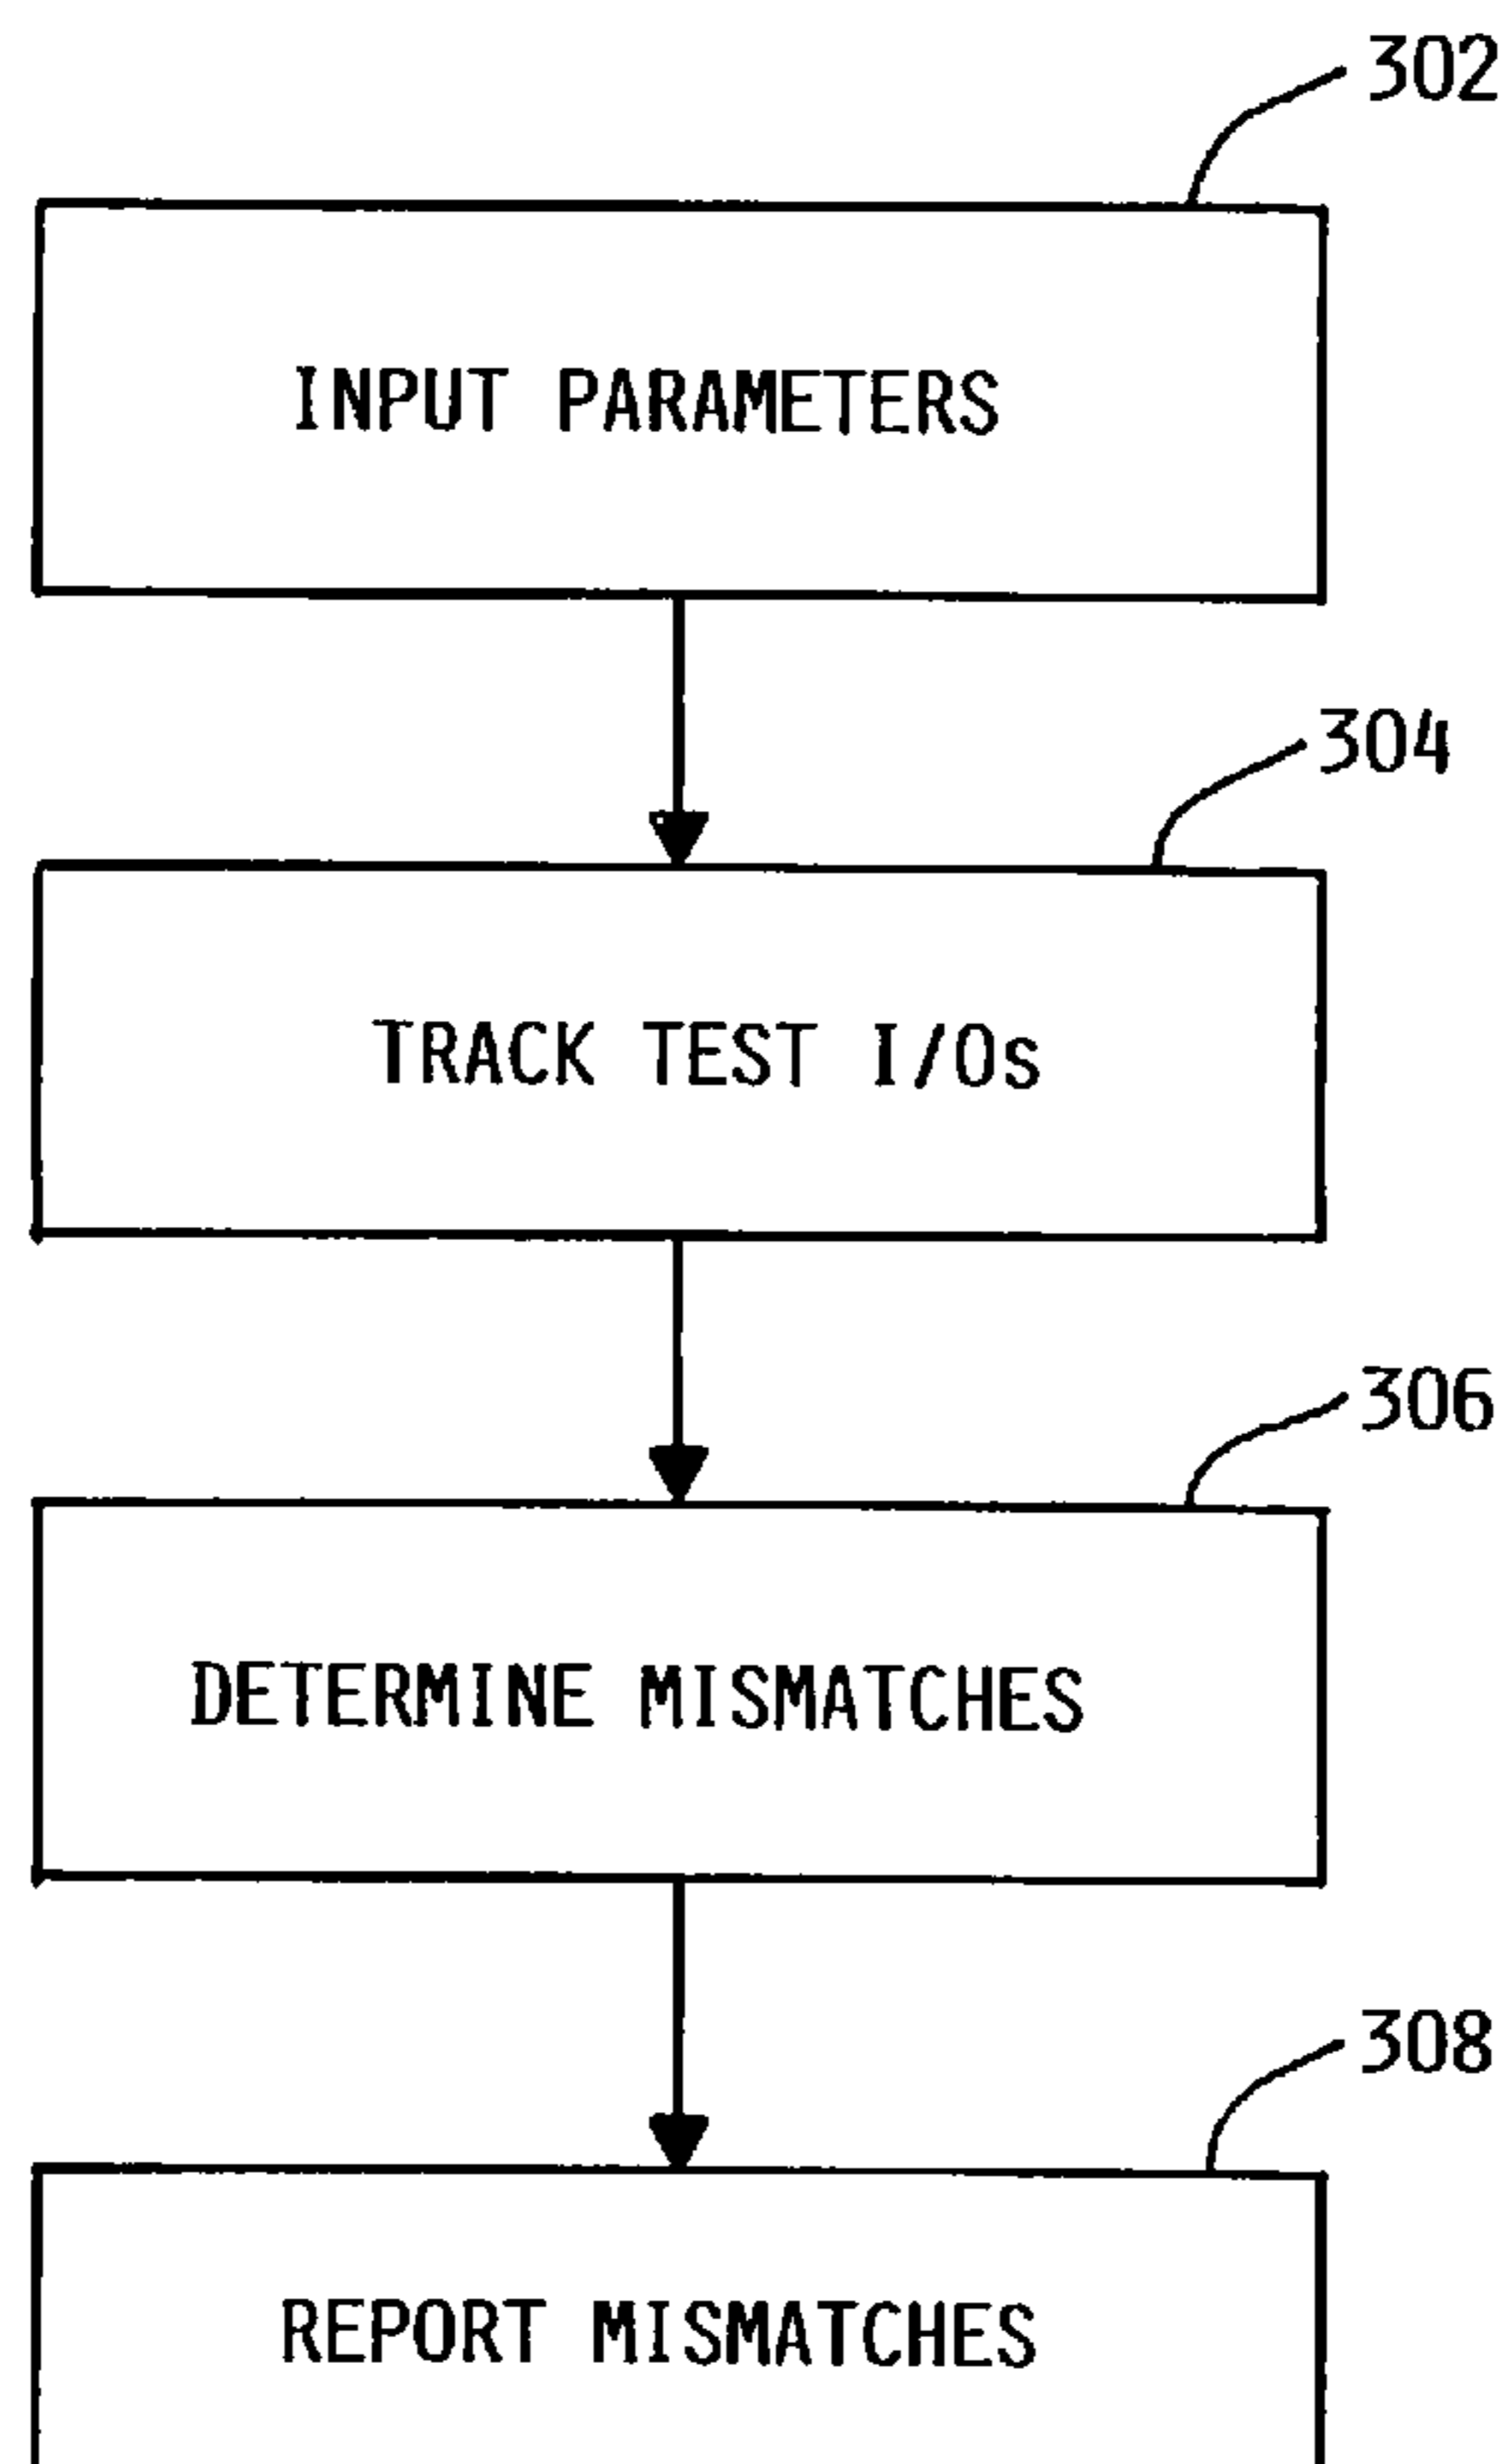 302
INPUT PARAMETERS
304
TRACK TEST I/Os
306
DETERMINE MISMATCHES
308
REPORT MISMATCHES